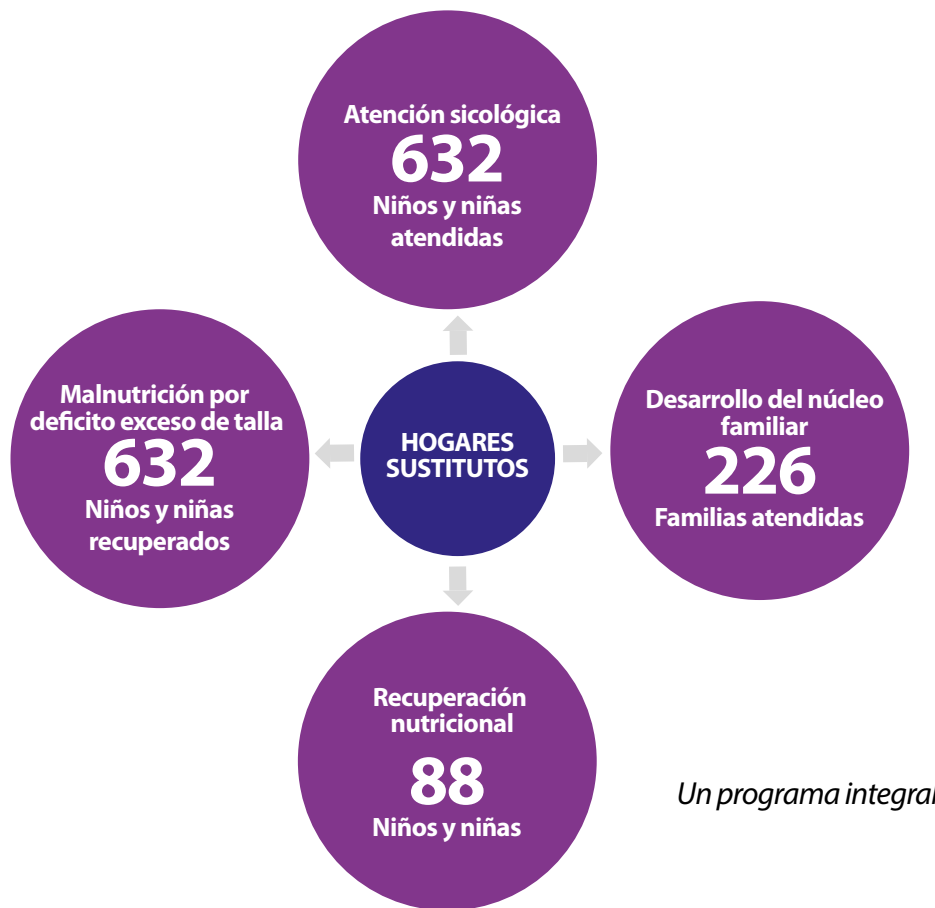 Atención sicológica
632
Niños y niñas
atendidas
Malnutrición por
deficito exceso de talla
632
Niños y niñas
recuperados
HOGARES
SUSTITUTOS
Desarrollo del núcleo
familiar
226
Familias atendidas
Recuperación
nutricional
88
Niños y niñas
Un programa integral